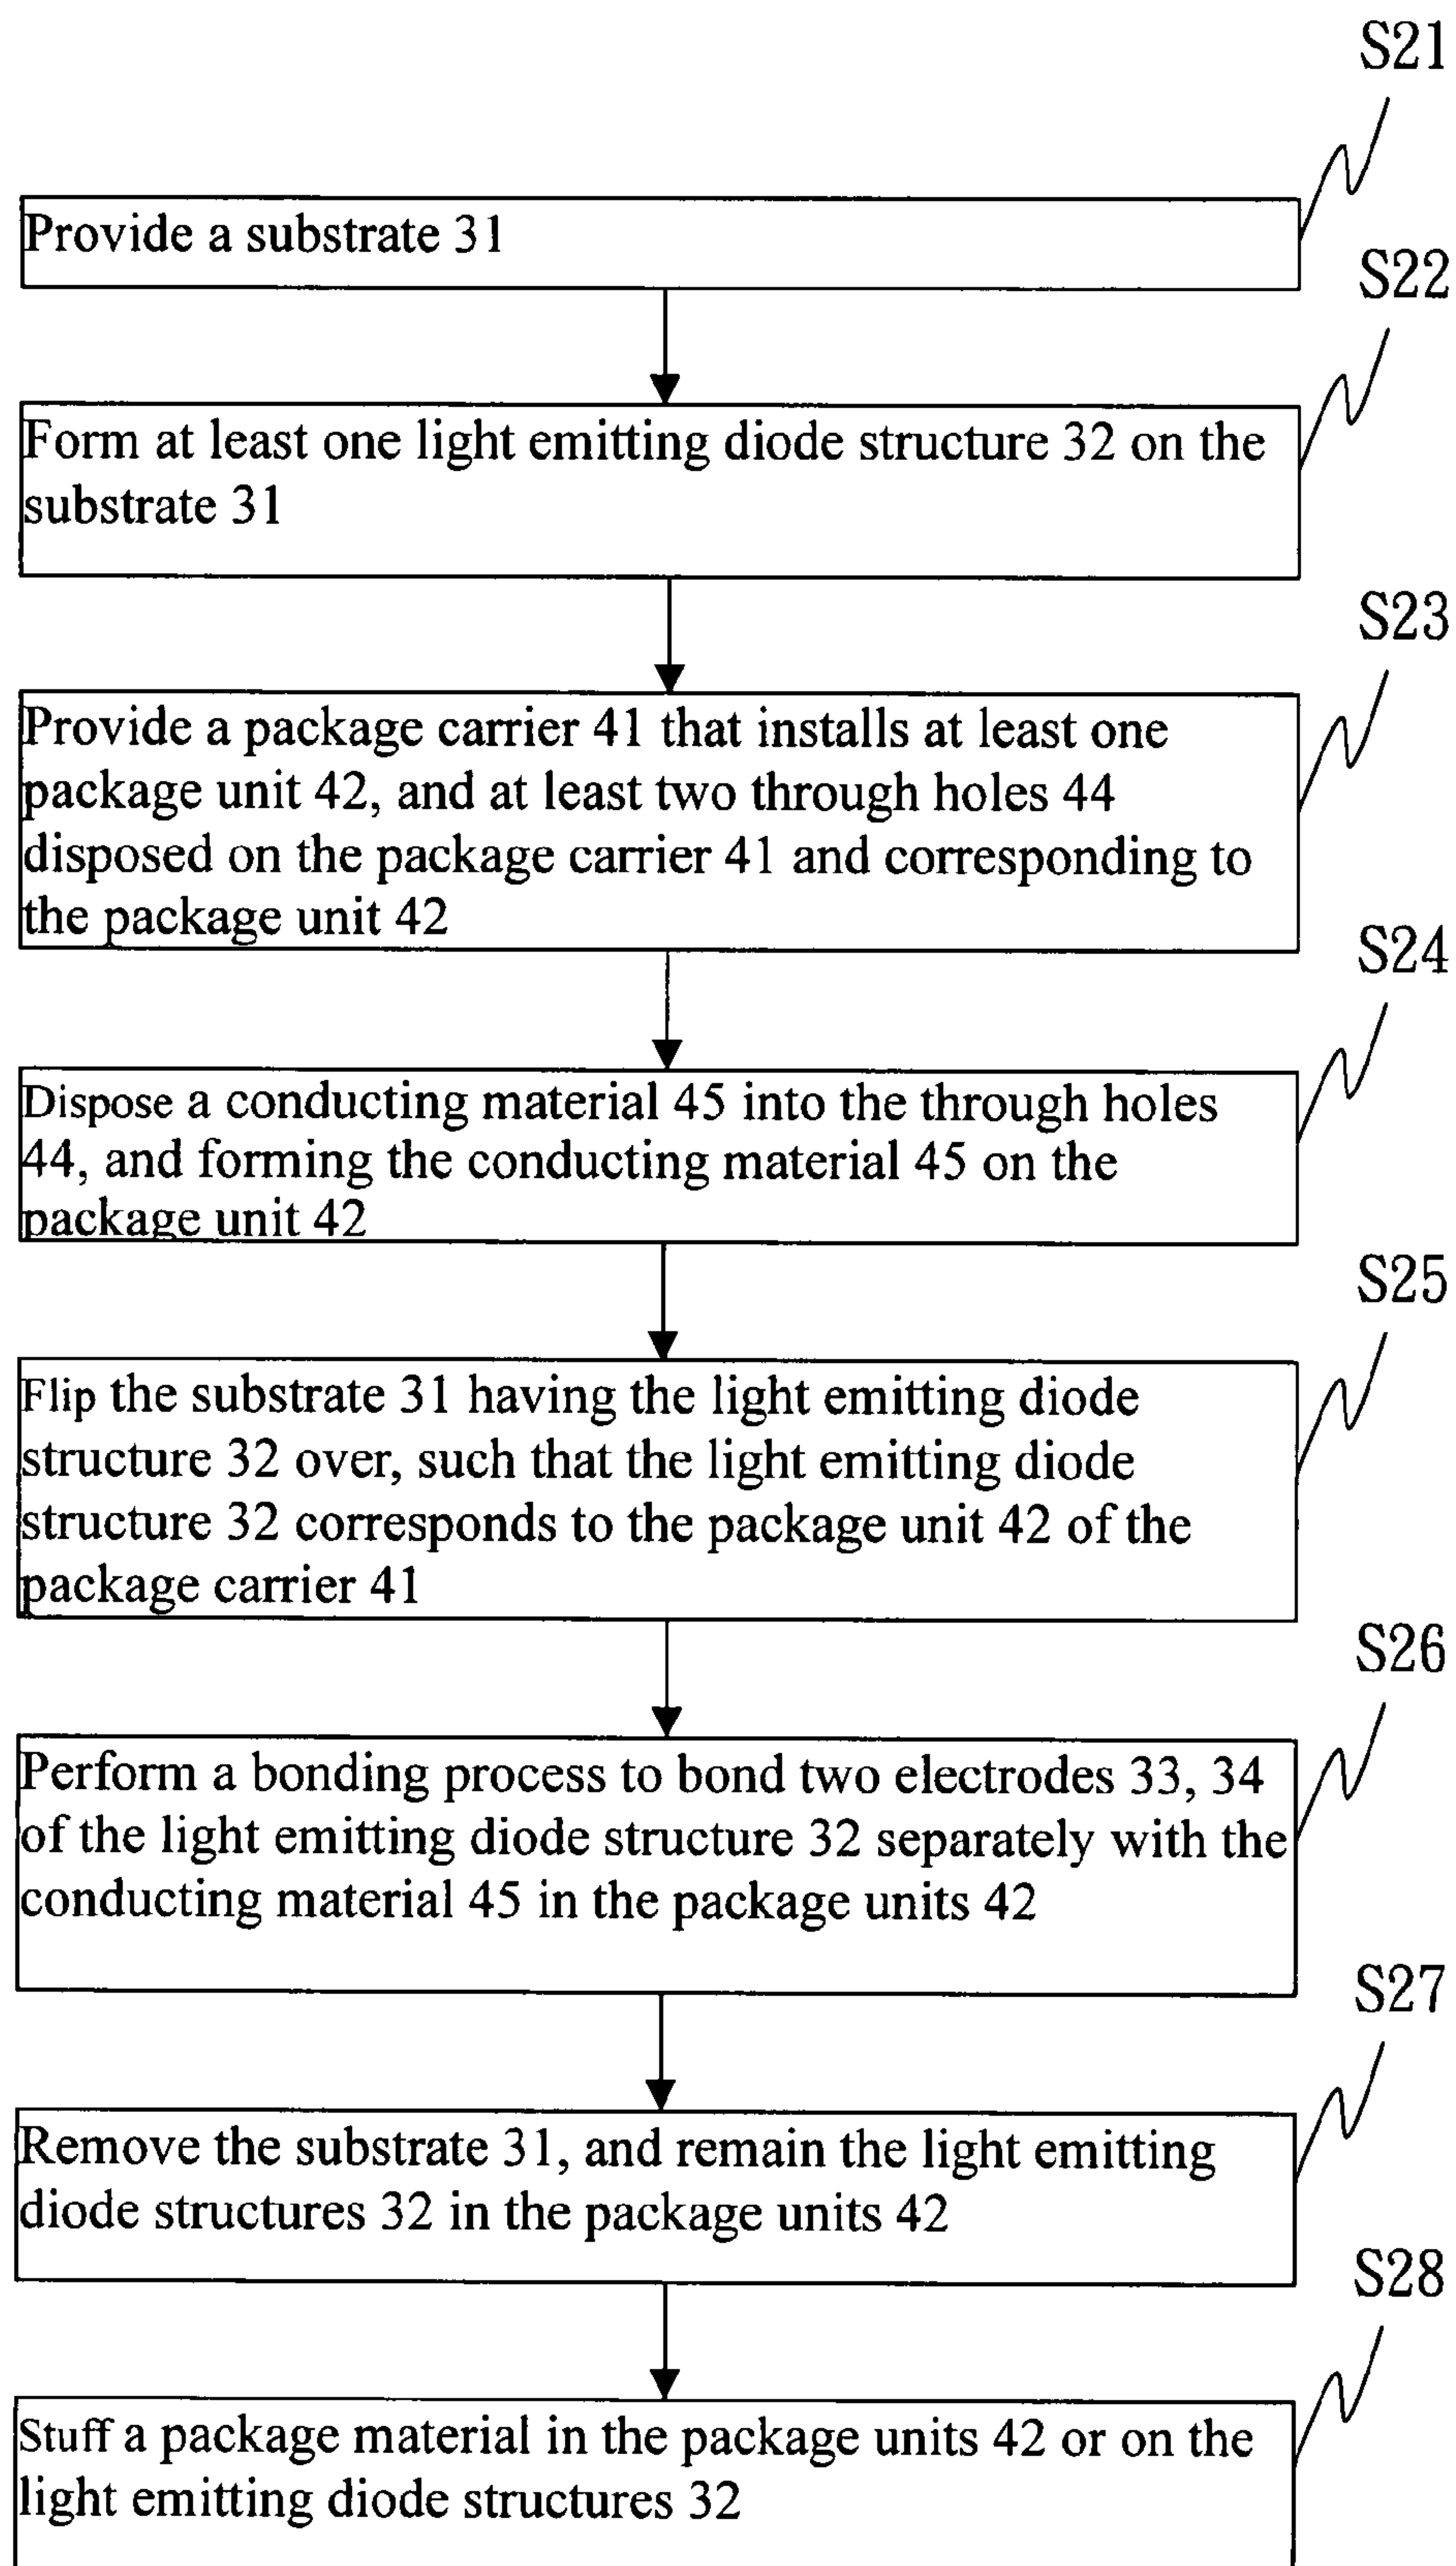 S21
Provide a substrate 31
S22
Form at least one light emitting diode structure 32 on the
substrate 31
S23
Provide a package carrier 41 that installs at least one
package unit 42, and at least two through holes 44
disposed on the package carrier 41 and corresponding to
the package unit 42
S24
Dispose a conducting material 45 into the through holes
44, and forming the conducting material 45 on the
package unit 42
S25
Flip the substrate 31 having the light emitting diode
structure 32 over, such that the light emitting diode
structure 32 corresponds to the package unit 42 of the
package carrier 41
S26
Perform a bonding process to bond two electrodes 33, 34
of the light emitting diode structure 32 separately with the
conducting material 45 in the package units 42
S27
Remove the substrate 31, and remain the light emitting
diode structures 32 in the package units 42
S28
Stuff a package material in the package units 42 or on the
light emitting diode structures 32